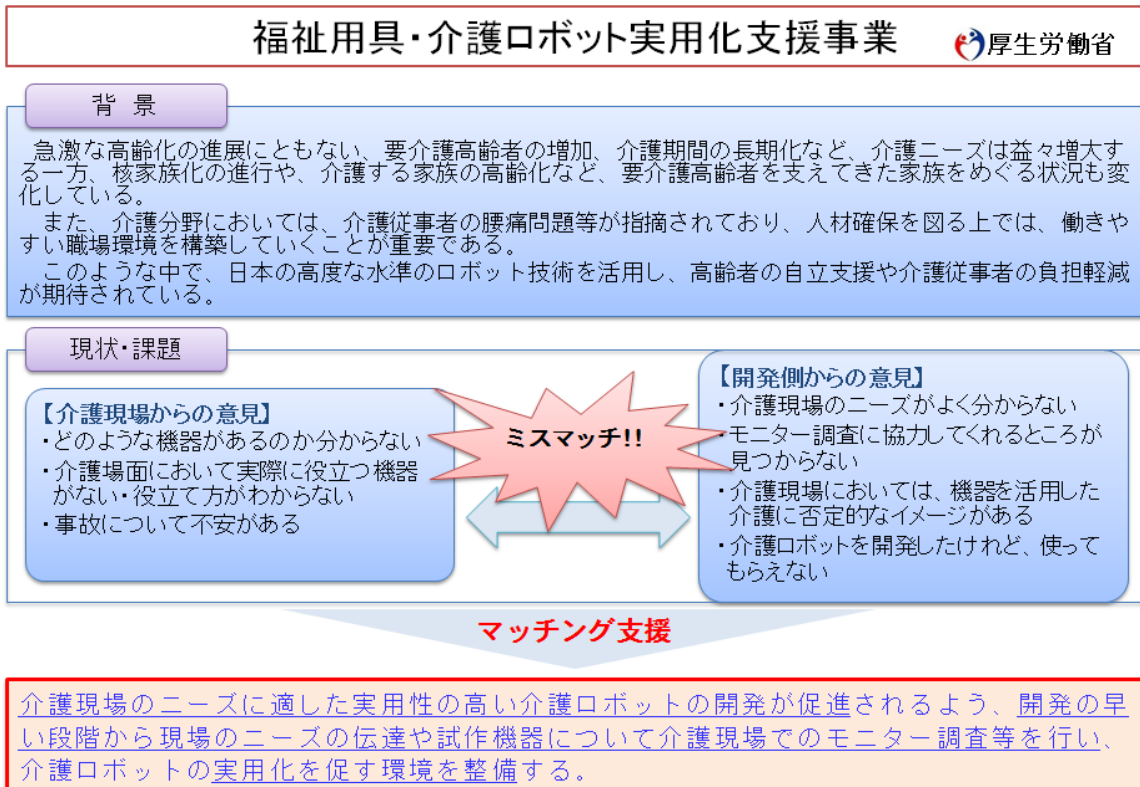 福祉用具・介護ロボット実用化支援事業
厚生労働省
背 景
急激な高齢化の進展にともない、要介護高齢者の増加、介護期間の長期化など、介護ニーズは益々増大す
る一方、核家族化の進行や、介護する家族の高齢化など、要介護高齢者を支えてきた家族をめぐる状況も変
化している。
また、介護分野においては、介護従事者の腰痛問題等が指摘されており、人材確保を図る上では、働きや
すい職場環境を構築していくことが重要である。
このような中で、日本の高度な水準のロボット技術を活用し、高齢者の自立支援や介護従事者の負担軽減
が期待されている。
現状・課題
【介護現場からの意見】
・どのような機器があるのか分からない
・介護場面において実際に役立つ機器
がない・役立て方がわからない
・事故について不安がある
ミスマッチ!!
【開発側からの意見】
・介護現場のニーズがよく分からない
・モニター調査に協力してくれるところが
見つからない
・介護現場においては、機器を活用した
介護に否定的なイメージがある
・介護ロボットを開発したけれど、使って
もらえない
マッチング支援
介護現場のニーズに適した実用性の高い介護ロボットの開発が促進されるよう、開発の早
い段階から現場のニーズの伝達や試作機器について介護現場でのモニター調査等を行い、
介護ロボットの実用化を促す環境を整備する。